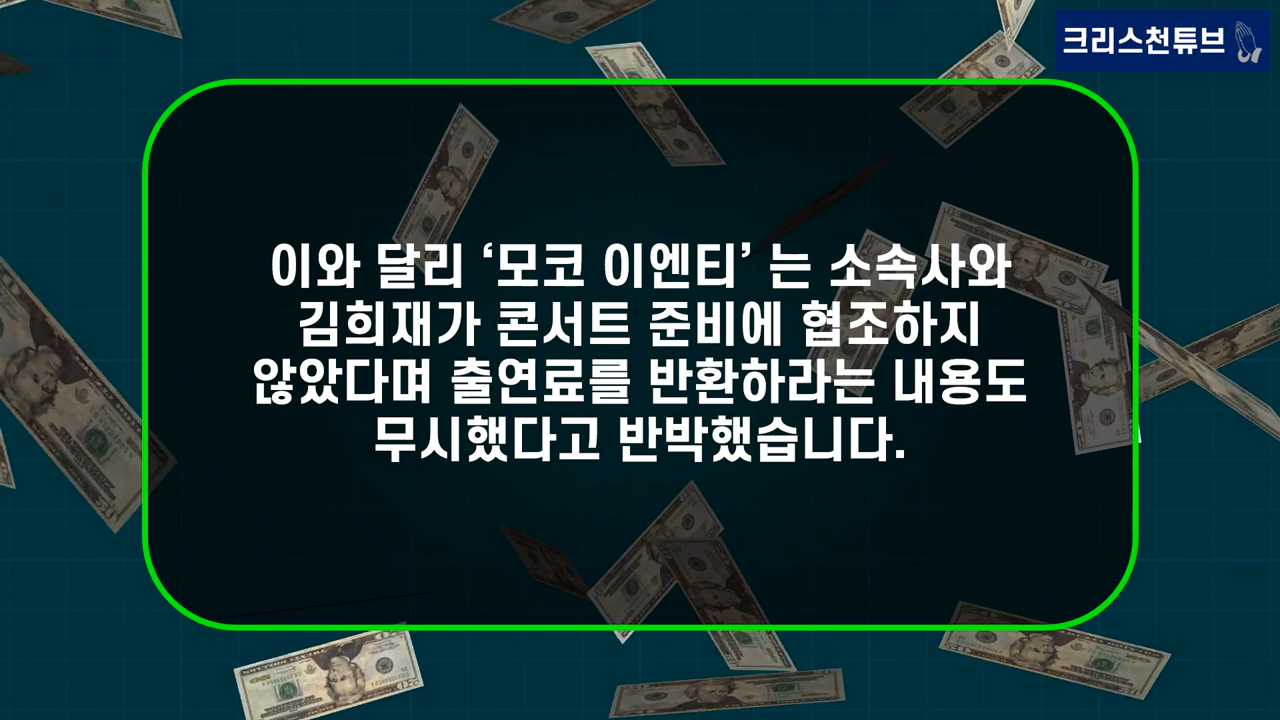 크리스천튜브
이와 달리 ‘모코 이엔티’ 는 소속사와
김희재가 콘서트 준비에 협조하지
않았다며 출연료를 반환하라는 내용도
무시했다고 반박했습니다.